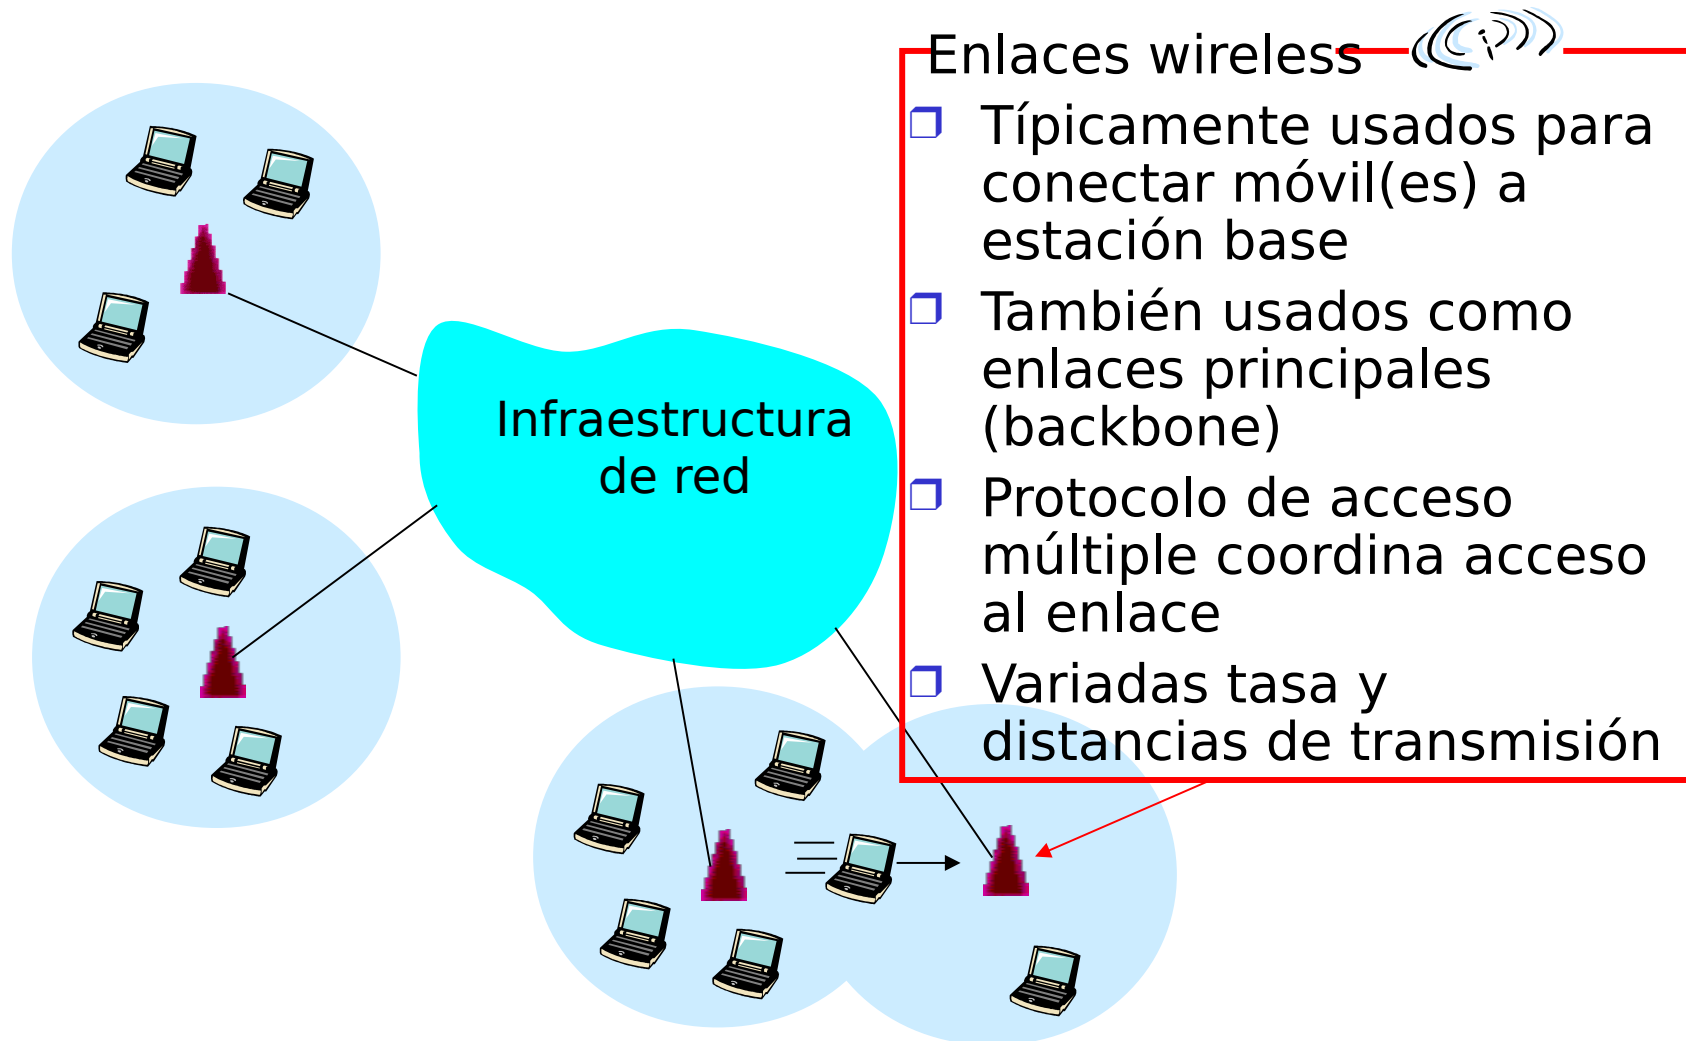 Enlaces wireless
Típicamente usados para
conectar móvil(es) a
estación base
También usados como
enlaces principales
(backbone)
Protocolo de acceso
múltiple coordina acceso
al enlace
Variadas tasa y
distancias de transmisión
Infraestructura
de red